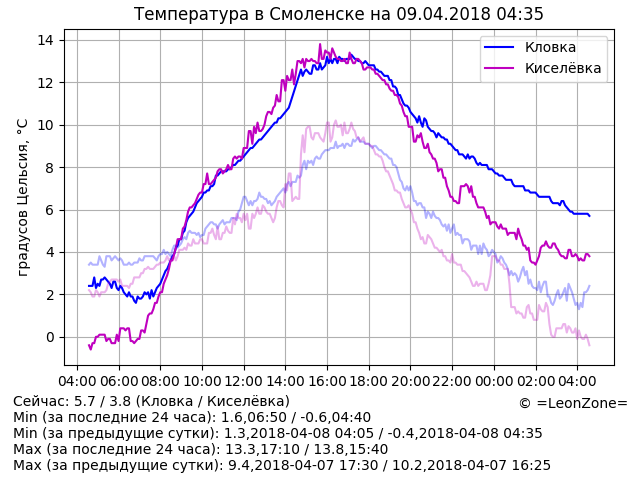 Температура в Смоленске на 09.04.2018 04:35
Кловка
Киселёвка
градусов Цельсия, °C
14
12
10
8
6
4
2
0
04:00 06:00 08:00 10:00 12:00 14:00 16:00 18:00 20:00 22:00 00:00 02:00 04:00
Сейчас: 5.7 / 3.8 (Кловка / Киселёвка)
© =LeonZone=
Min (за последние 24 часа): 1.6,06:50 / -0.6,04:40
Min (за предыдущие сутки): 1.3,2018-04-08 04:05 / -0.4,2018-04-08 04:35
Max (за последние 24 часа): 13.3,17:10 / 13.8,15:40
Max (за предыдущие сутки): 9.4,2018-04-07 17:30 / 10.2,2018-04-07 16:25